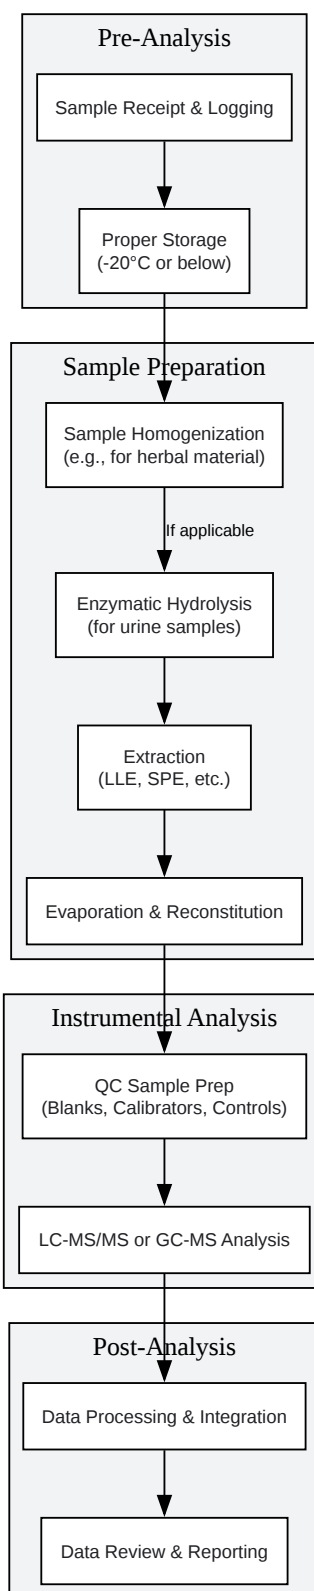 Pre-Analysis
Sample Receipt & Logging
Proper Storage
(-20°C or below)
Sample Preparation
Sample Homogenization
(e.g., for herbal material)
If applicable
Enzymatic Hydrolysis
(for urine samples)
Extraction
(LLE, SPE, etc.)
Evaporation & Reconstitution
Instrumental Analysis
QC Sample Prep
(Blanks, Calibrators, Controls)
LC-MS/MS or GC-MS Analysis
Post-Analysis
Data Processing & Integration
Data Review & Reporting